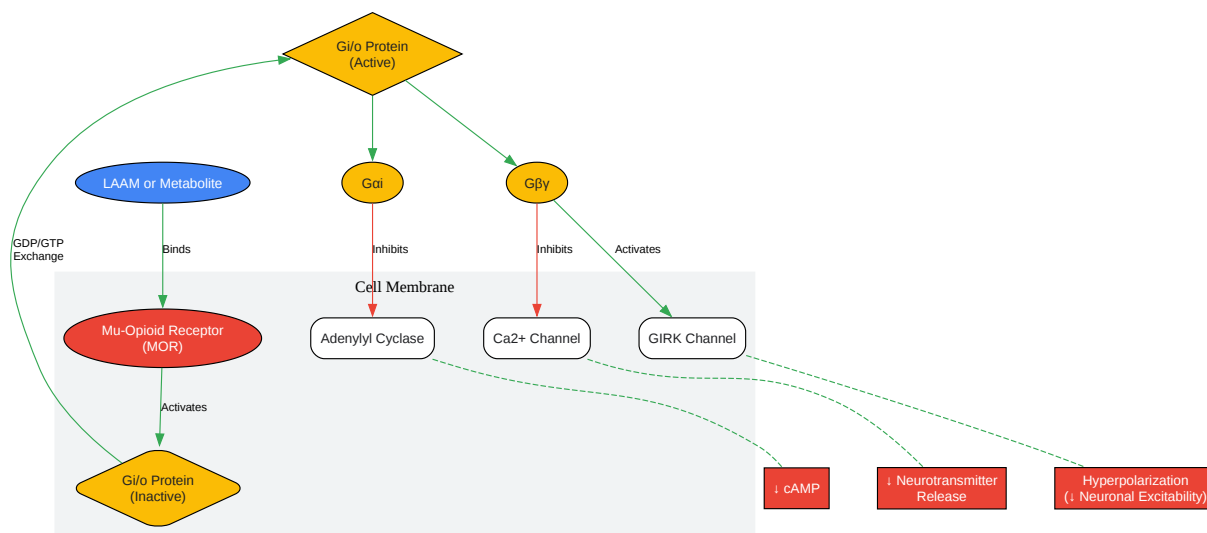 Gi/o Protein
(Active)
LAAM or Metabolite
Gαi
Gβγ
GDP/GTP
Exchange
Binds
Inhibits
Inhibits
Activates
Cell Membrane
Mu-Opioid Receptor
(MOR)
Adenylyl Cyclase
Ca2+ Channel
GIRK Channel
Activates
Gi/o Protein
(Inactive)
↓ cAMP
↓ Neurotransmitter
Release
Hyperpolarization
(↓ Neuronal Excitability)